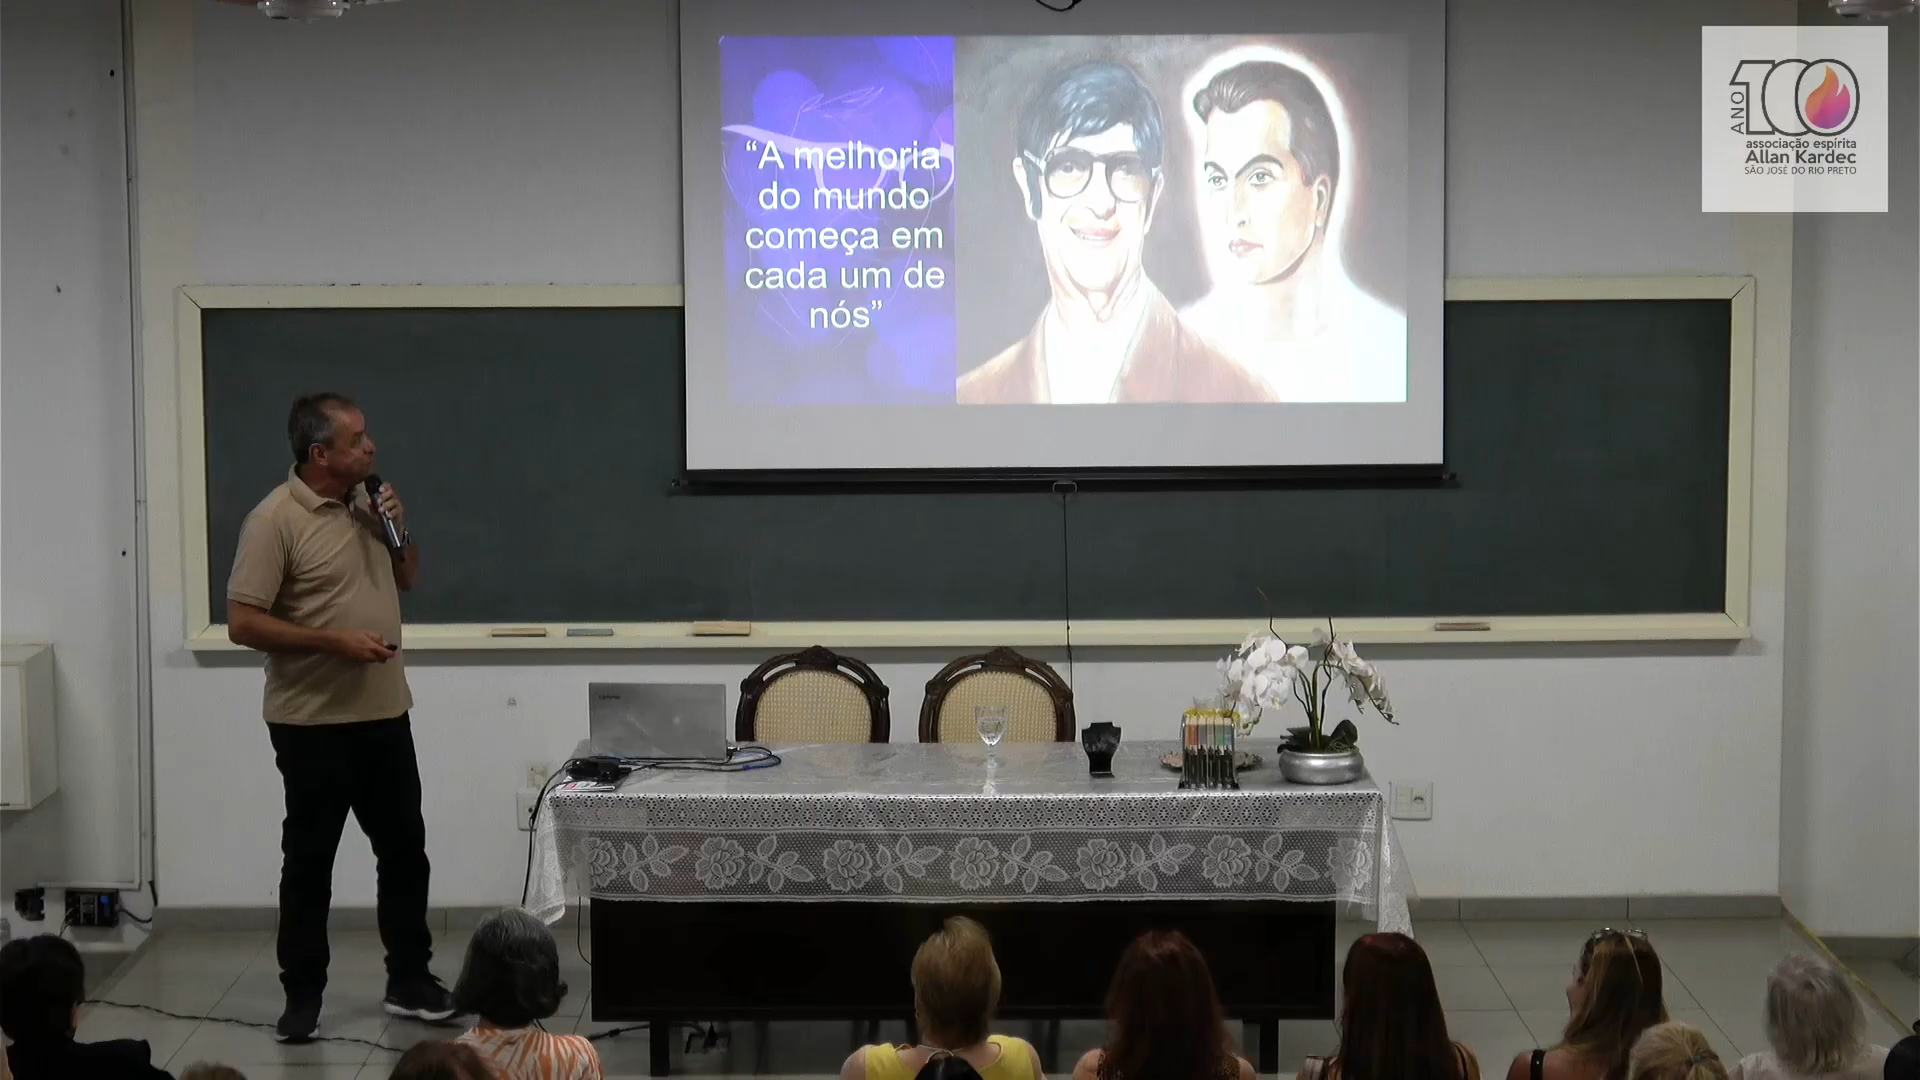 “A melhoria
do mundo
começa em
cada um de
nós”
ANO 100
associação espírita
Allan Kardec
SÃO JOSÉ DO RIO PRETO